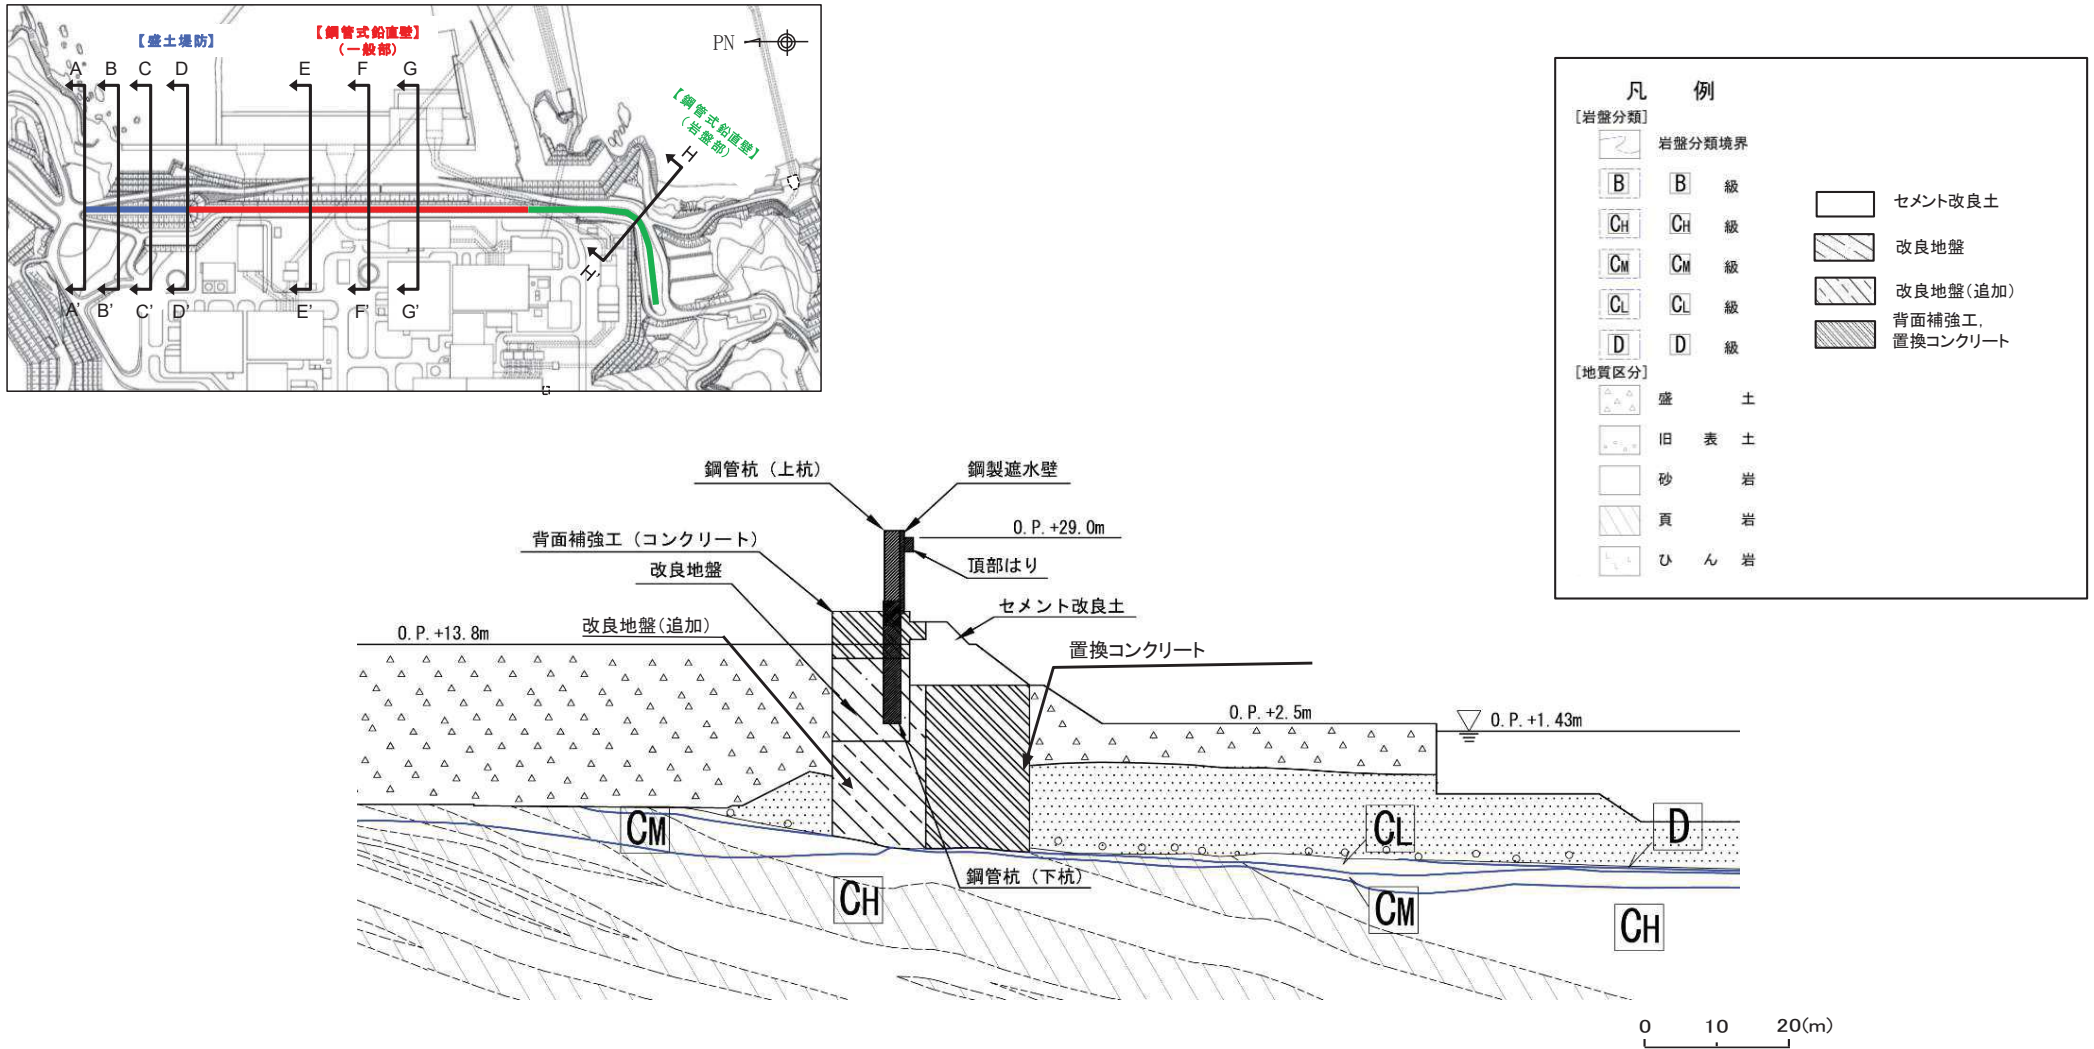 【盛土堤防】
【鋼管式鉛直壁】
(一般部)
PN
A
B
C
D
E
F
G
【鋼管式鉛直壁】
(岩盤部)
H
H'
A'
B'
C'
D'
E'
F'
G'
凡 例
[岩盤分類]
岩盤分類境界
B B 級
CH CH 級
CM CM 級
CL CL 級
D D 級
[地質区分]
盛 土
旧 表 土
砂 岩
頁 岩
ひ ん 岩
セメント改良土
改良地盤
改良地盤(追加)
背面補強工,
置換コンクリート
鋼管杭（上杭）
鋼製遮水壁
O.P.+29.0m
背面補強工（コンクリート）
頂部はり
改良地盤
セメント改良土
改良地盤(追加)
O.P.+13.8m
置換コンクリート
O.P.+2.5m
O.P.+1.43m
CM
CL
D
鋼管杭（下杭）
CH
CM
CH
0 10 20(m)